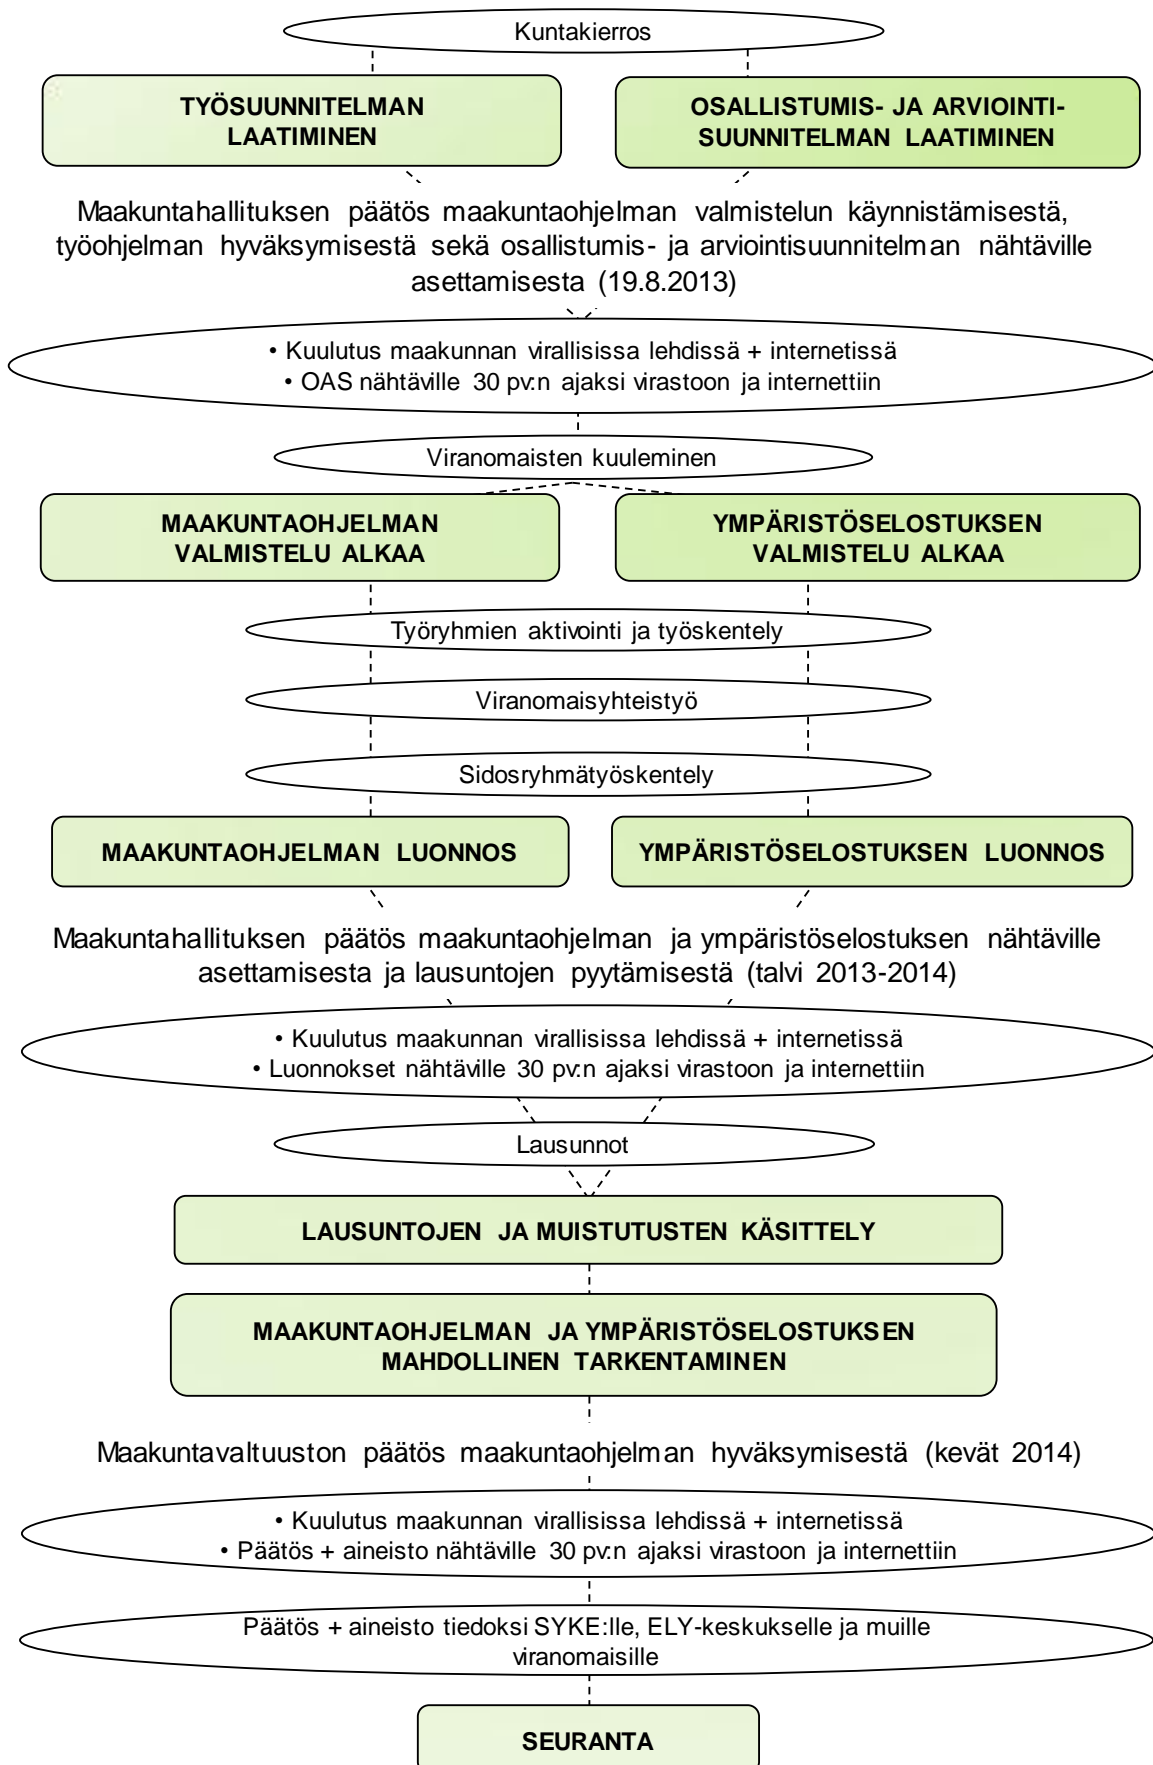 Kuntakierros
TYÖSUUNNITELMAN
LAATIMINEN
OSALLISTUMIS- JA ARVIOINTI-
SUUNNITELMAN LAATIMINEN
Maakuntahallituksen päätös maakuntaohjelman valmistelun käynnistämisestä,
työohjelman hyväksymisestä sekä osallistumis- ja arviointisuunnitelman nähtäville
asettamisesta (19.8.2013)
• Kuulutus maakunnan virallisissa lehdissä + internetissä
• OAS nähtäville 30 pv:n ajaksi virastoon ja internettiin
Viranomaisten kuuleminen
MAAKUNTAOHJELMAN
VALMISTELU ALKAA
YMPÄRISTÖSELOSTUKSEN
VALMISTELU ALKAA
Työryhmien aktivointi ja työskentely
Viranomaisyhteistyö
Sidosryhmätyöskentely
MAAKUNTAOHJELMAN LUONNOS
YMPÄRISTÖSELOSTUKSEN LUONNOS
Maakuntahallituksen päätös maakuntaohjelman ja ympäristöselostuksen nähtäville
asettamisesta ja lausuntojen pyytämisestä (talvi 2013-2014)
• Kuulutus maakunnan virallisissa lehdissä + internetissä
• Luonnokset nähtäville 30 pv:n ajaksi virastoon ja internettiin
Lausunnot
LAUSUNTOJEN JA MUISTUTUSTEN KÄSITTELY
MAAKUNTAOHJELMAN JA YMPÄRISTÖSELOSTUKSEN
MAHDOLLINEN TARKENTAMINEN
Maakuntavaltuuston päätös maakuntaohjelman hyväksymisestä (kevät 2014)
• Kuulutus maakunnan virallisissa lehdissä + internetissä
• Päätös + aineisto nähtäville 30 pv:n ajaksi virastoon ja internettiin
Päätös + aineisto tiedoksi SYKE:lle, ELY-keskukselle ja muille
viranomaisille
SEURANTA